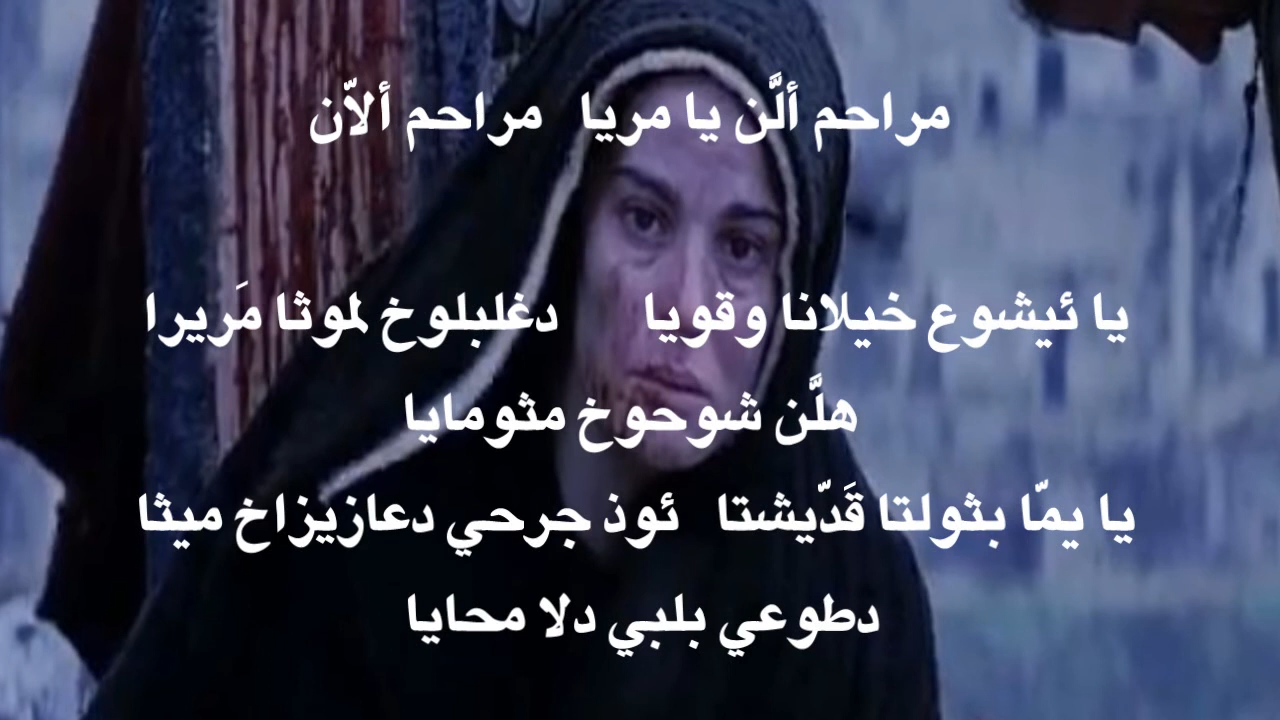 مراحم ألَّن يا مريا مراحم ألاّن
يا ئيشوع خيلانا وقويا دغلبلوخ لموثا مَريرا
هلَّن شوحوخ مثومايا
يا يمّا بثولتا قَدّيشتا ئوذ جرحي دعازيزاخ ميثا
دطوعي بلبي دلا محايا